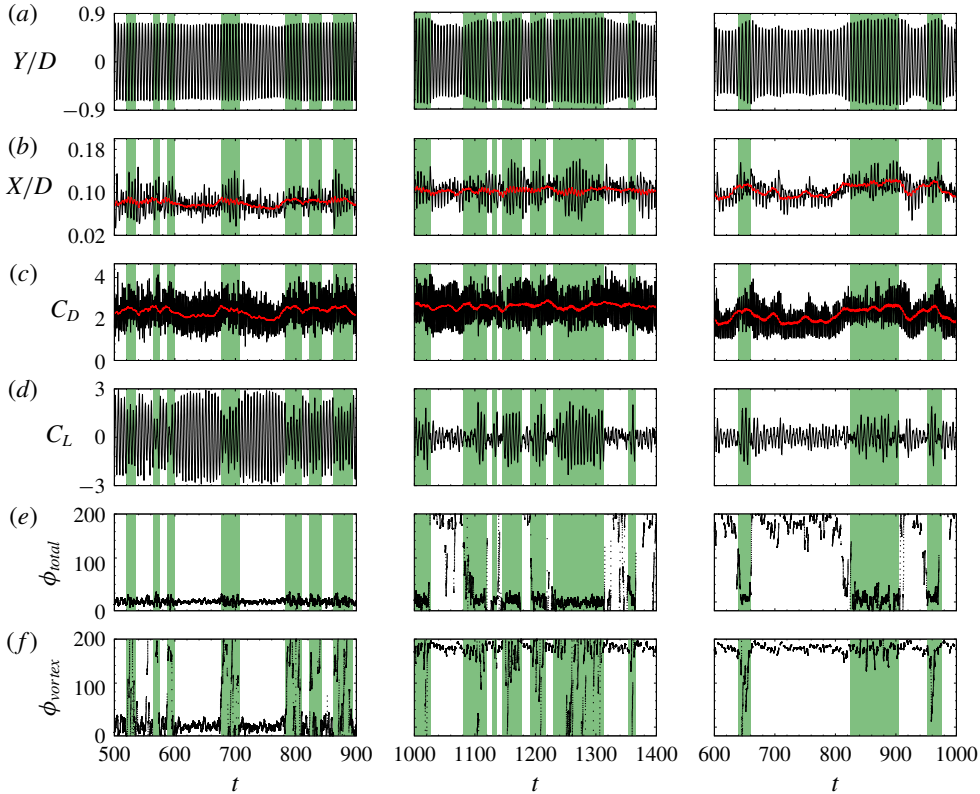 (a)
0.9
Y/D
0
−0.9
(b)
0.18
X/D
0.10
0.02
(c)
4
C_D
2
0
(d)
3
C_L
0
−3
(e)
200
ϕ_total
100
0
(f)
200
ϕ_vortex
100
0
500 600 700 800 900
1000 1100 1200 1300 1400
600 700 800 900 1000
t t t